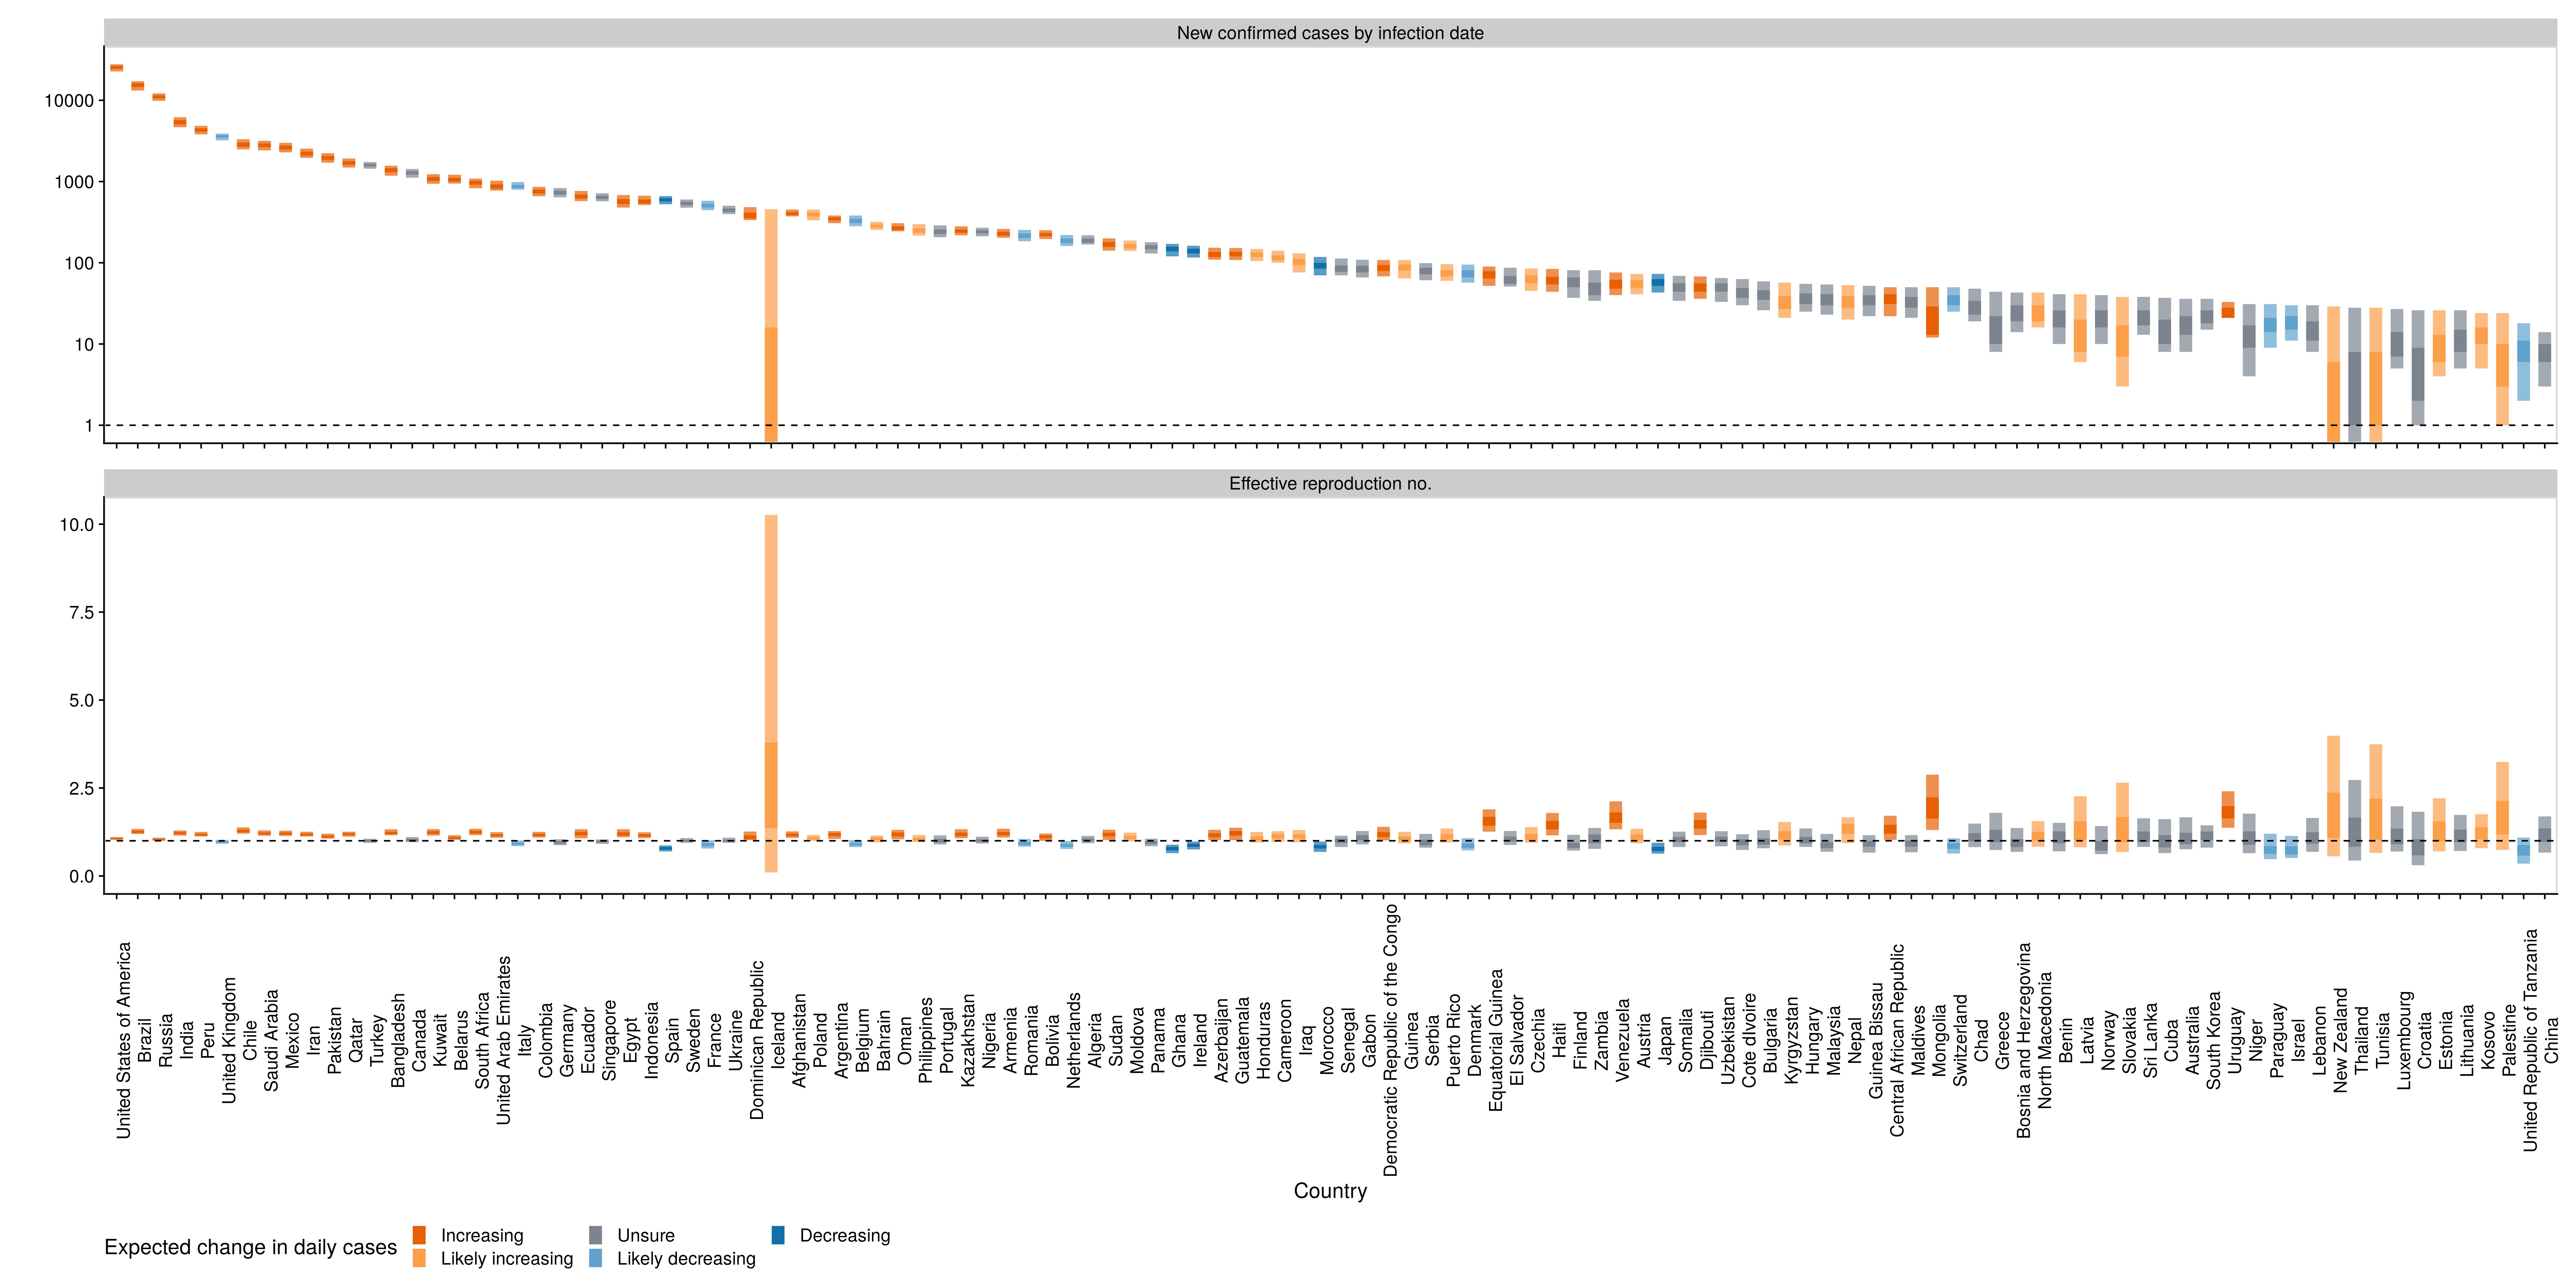 New confirmed cases by infection date
10000
1000
100
10
1
Effective reproduction no.
10.0
7.5
5.0
2.5
0.0
United States of America
Brazil
Russia
India
Peru
United Kingdom
Chile
Saudi Arabia
Mexico
Iran
Pakistan
Qatar
Turkey
Bangladesh
Canada
Kuwait
Belarus
South Africa
United Arab Emirates
Italy
Colombia
Germany
Ecuador
Singapore
Egypt
Indonesia
Spain
Sweden
France
Ukraine
Dominican Republic
Iceland
Afghanistan
Poland
Argentina
Belgium
Bahrain
Oman
Philippines
Portugal
Kazakhstan
Nigeria
Armenia
Romania
Bolivia
Netherlands
Algeria
Sudan
Moldova
Panama
Ghana
Ireland
Azerbaijan
Guatemala
Honduras
Cameroon
Iraq
Morocco
Senegal
Gabon
Democratic Republic of the Congo
Guinea
Serbia
Puerto Rico
Denmark
Equatorial Guinea
El Salvador
Czechia
Haiti
Finland
Zambia
Venezuela
Austria
Japan
Somalia
Djibouti
Uzbekistan
Cote dIvoire
Bulgaria
Kyrgyzstan
Hungary
Malaysia
Nepal
Guinea Bissau
Central African Republic
Maldives
Mongolia
Switzerland
Chad
Greece
Bosnia and Herzegovina
North Macedonia
Benin
Latvia
Norway
Slovakia
Sri Lanka
Cuba
Australia
South Korea
Uruguay
Niger
Paraguay
Israel
Lebanon
New Zealand
Thailand
Tunisia
Luxembourg
Croatia
Estonia
Lithuania
Kosovo
Palestine
United Republic of Tanzania
China
Country
Expected change in daily cases
Increasing
Likely increasing
Unsure
Likely decreasing
Decreasing